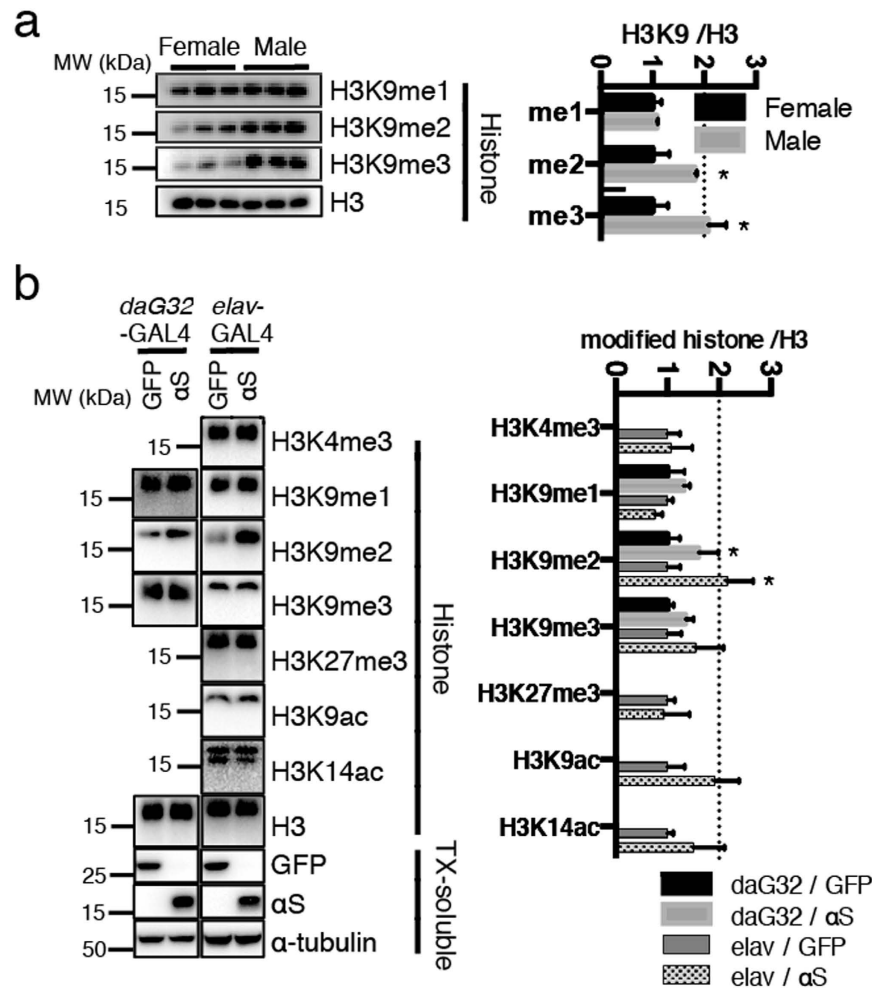 a
Female Male
MW (kDa)
15 H3K9me1
15 H3K9me2
15 H3K9me3
15 H3
Histone
H3K9 /H3
0 1 2 3
me1
me2
me3
Female
Male
*
*
b
daG32 elav-
-GAL4 GAL4
MW (kDa)
GFP αS GFP αS
15 H3K4me3
15 H3K9me1
15 H3K9me2
15 H3K9me3
15 H3K27me3
15 H3K9ac
15 H3K14ac
15 H3
25 GFP
15 αS
50 α-tubulin
Histone
TX-soluble
modified histone /H3
0 1 2 3
H3K4me3
H3K9me1
H3K9me2
*
*
H3K9me3
H3K27me3
H3K9ac
H3K14ac
daG32 / GFP
daG32 / αS
elav / GFP
elav / αS